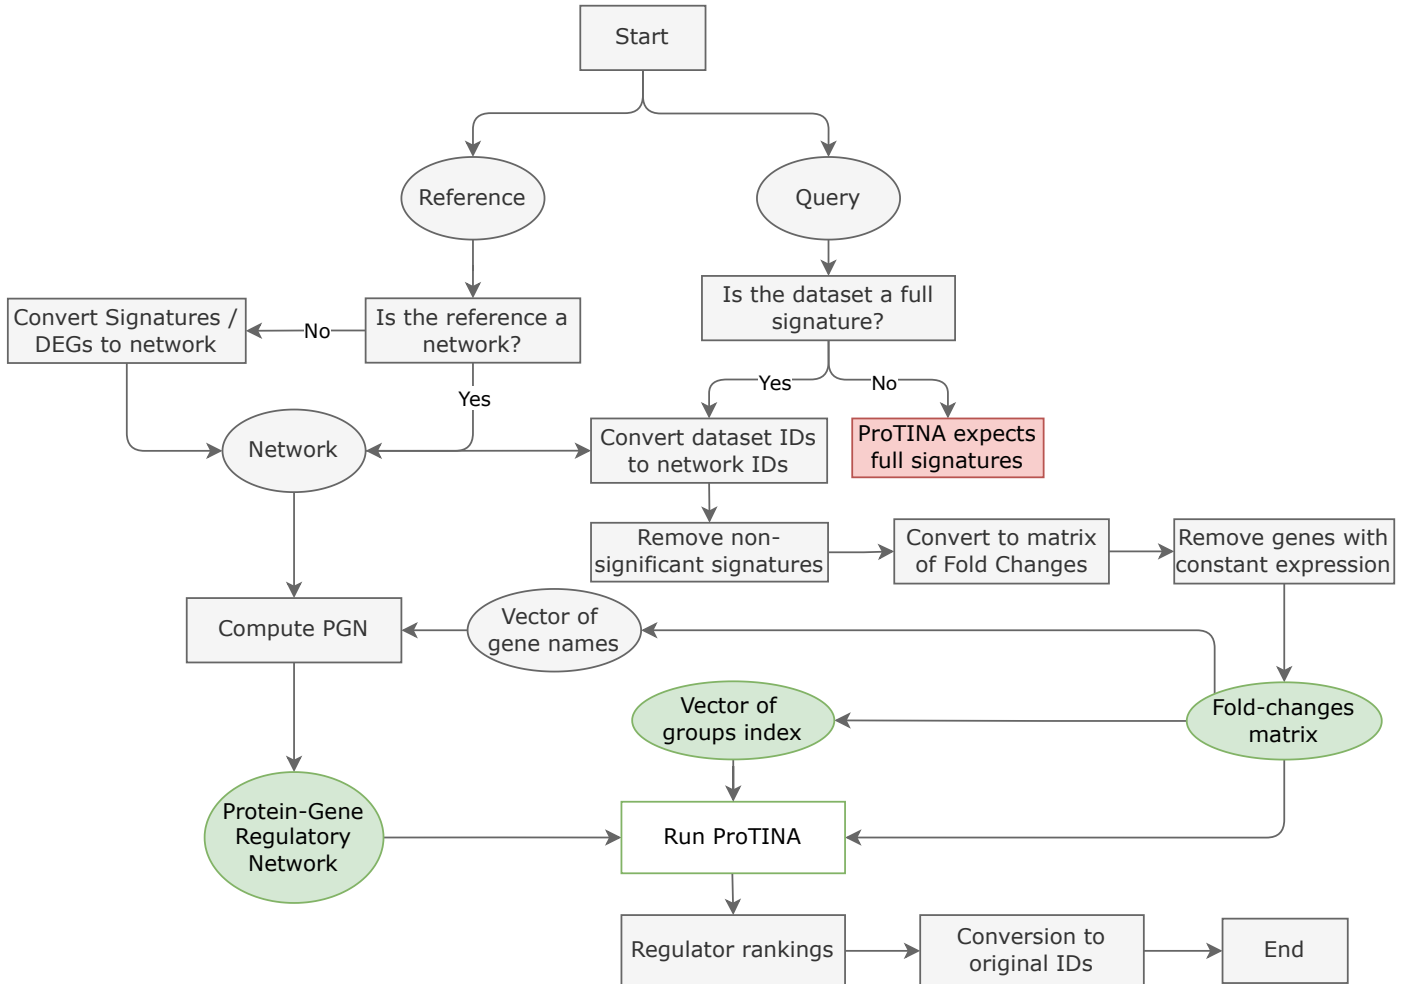 Start
Reference
Query
Is the dataset a full
signature?
Convert Signatures /
DEGs to network
No
Is the reference a
network?
Yes
Yes
No
Network
Convert dataset IDs
to network IDs
ProTINA expects
full signatures
Remove non-
significant signatures
Convert to matrix
of Fold Changes
Remove genes with
constant expression
Compute PGN
Vector of
gene names
Vector of
groups index
Fold-changes
matrix
Protein-Gene
Regulatory
Network
Run ProTINA
Regulator rankings
Conversion to
original IDs
End